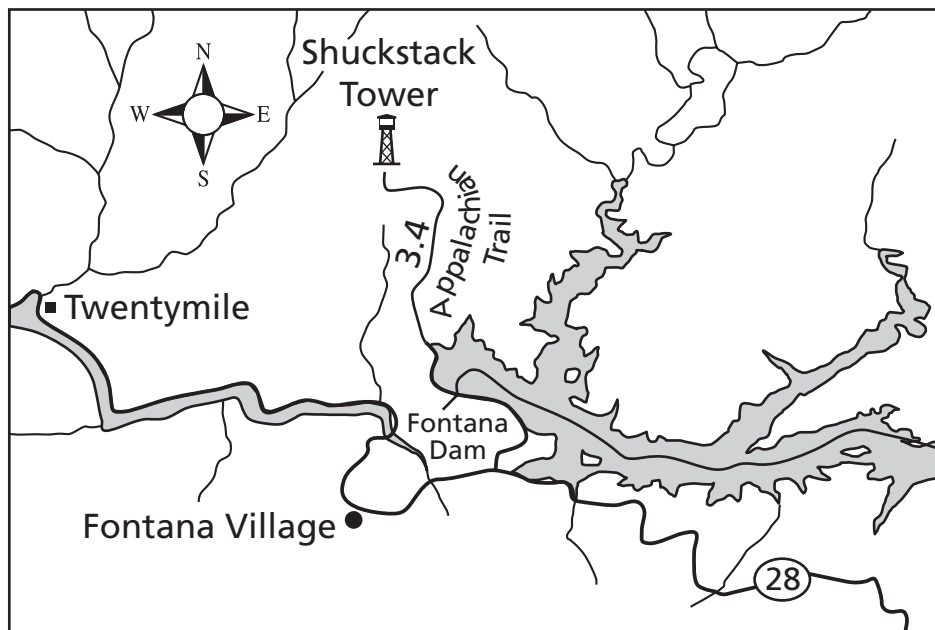 N
W
E
S
Shuckstack
Tower
3.4
Appalachian
Trail
Twentymile
Fontana
Dam
Fontana Village
28